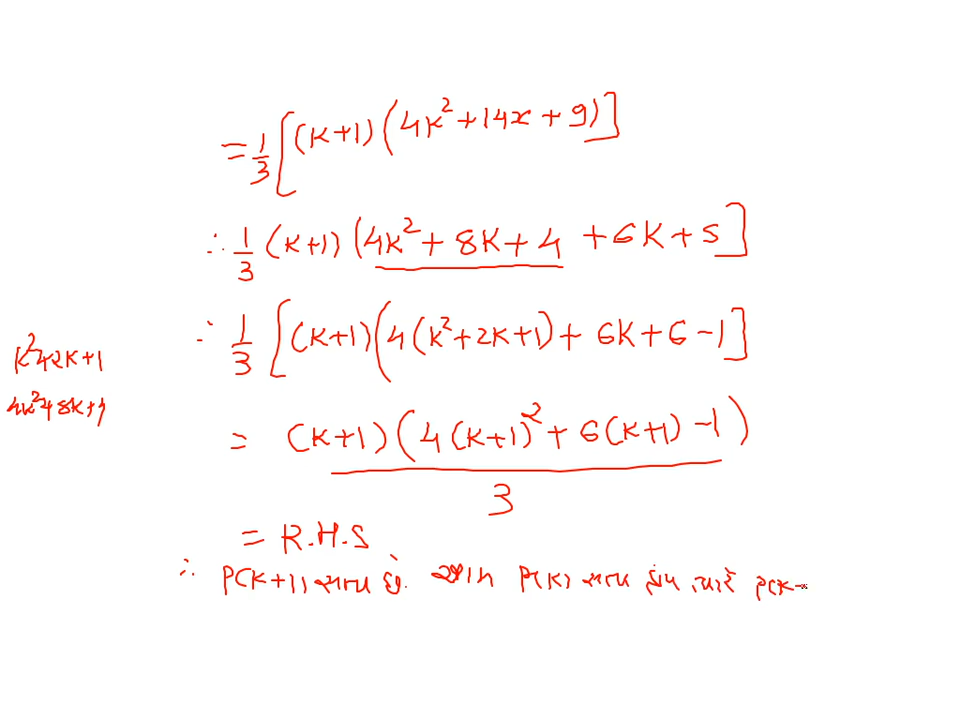 = 1/3 [(K+1) (4K² + 14x + 9)]
∴ 1/3 (K+1) (4K² + 8K + 4 + 6K + 5]
∴ 1/3 [(K+1) (4(K² + 2K + 1) + 6K + 6 - 1]
K²+2K+1
4K²+8K+4
= (K+1) (4(K+1)² + 6(K+1) - 1) / 3
= R.H.S
∴ P(K+1) સત્ય છે. P(K) સત્ય હોય ત્યારે P(K-